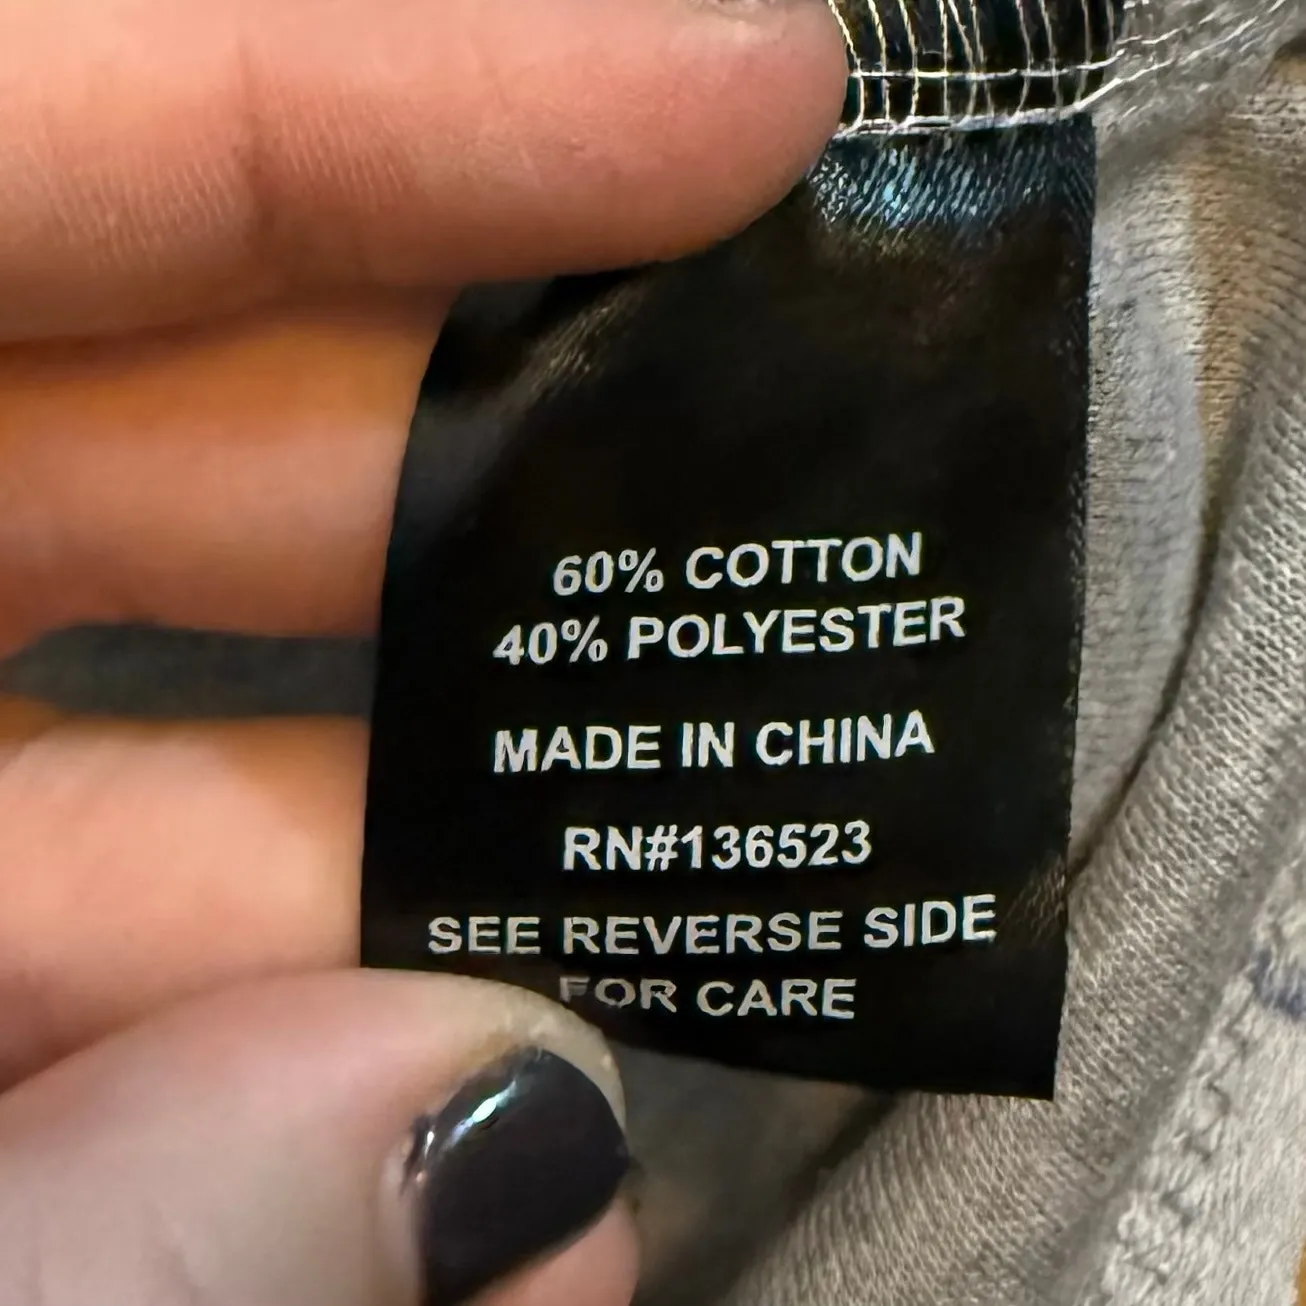 60% COTTON
40% POLYESTER
MADE IN CHINA
RN#136523
SEE REVERSE SIDE
FOR CARE